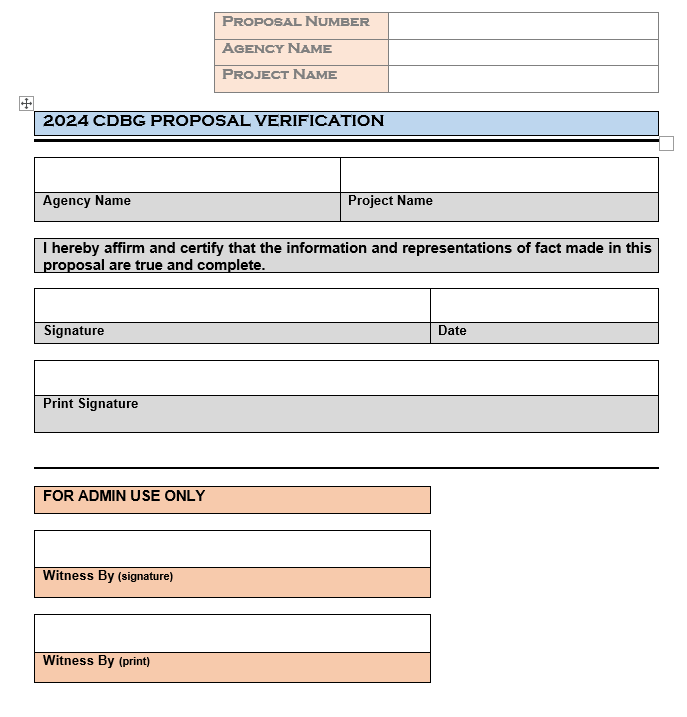 PROPOSAL NUMBER
AGENCY NAME
PROJECT NAME
2024 CDBG PROPOSAL VERIFICATION
Agency Name
Project Name
I hereby affirm and certify that the information and representations of fact made in this
proposal are true and complete.
Signature
Date
Print Signature
FOR ADMIN USE ONLY
Witness By (signature)
Witness By (print)